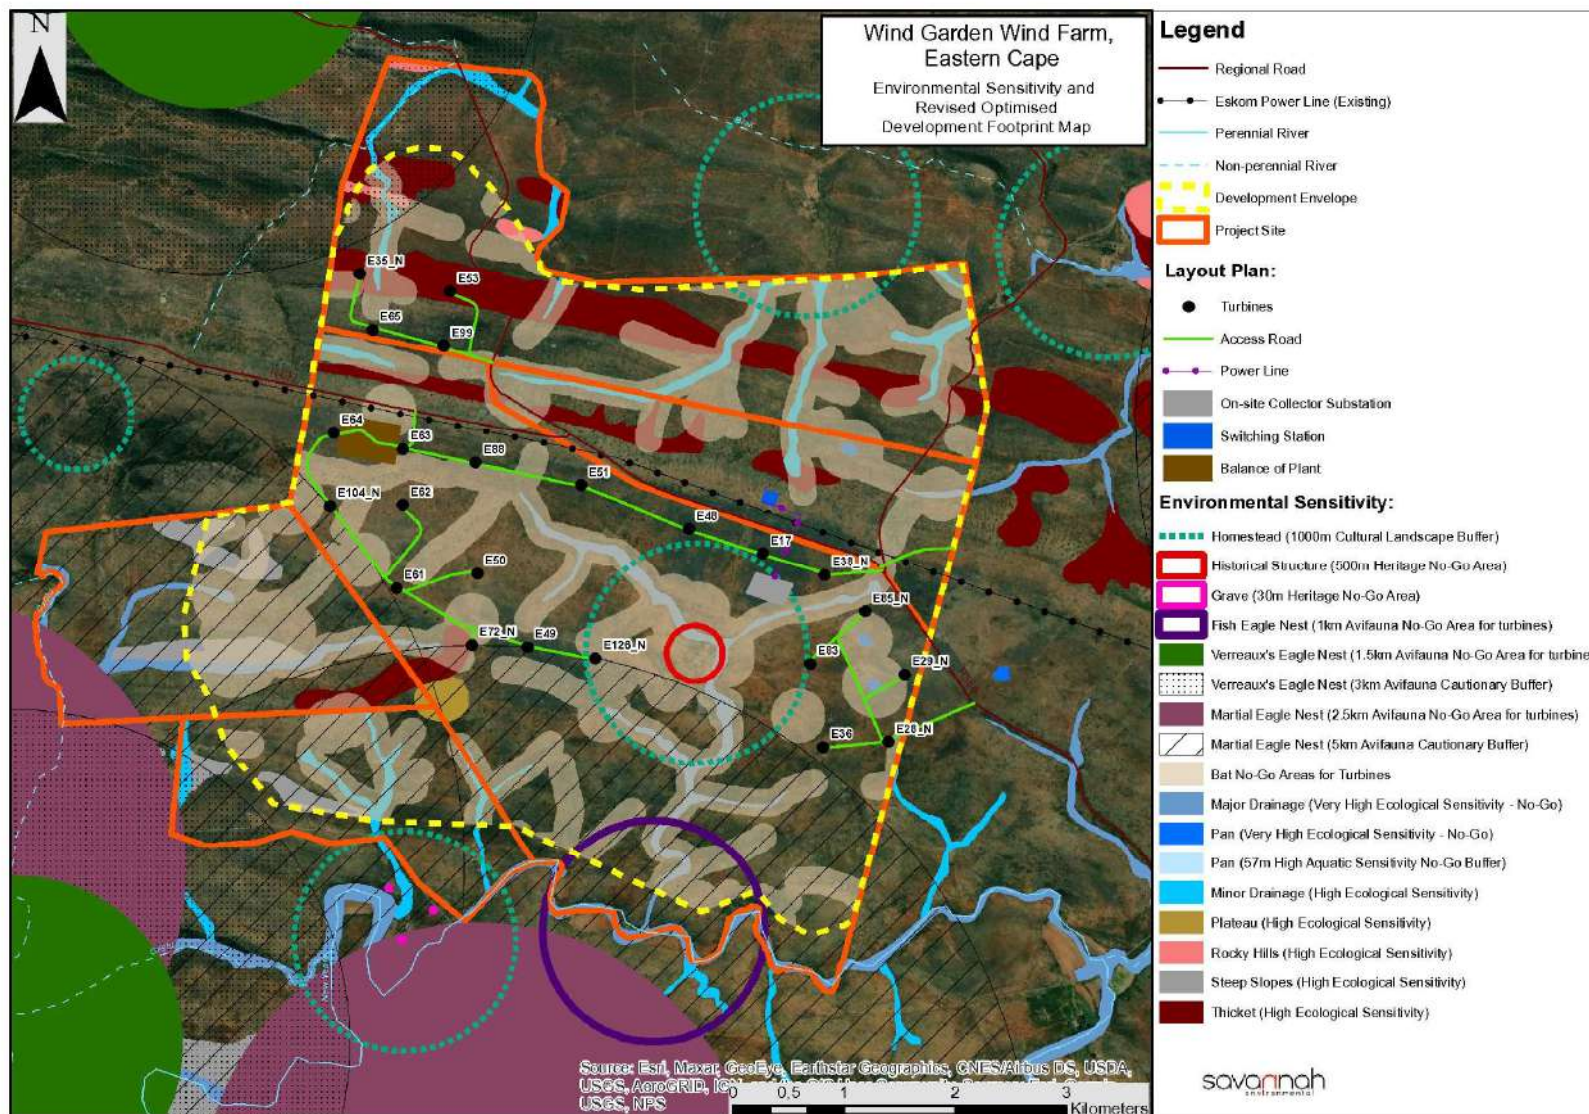 N
Wind Garden Wind Farm,
Eastern Cape
Environmental Sensitivity and
Revised Optimised
Development Footprint Map
E35_N
E53
E65
E99
E64
E63
E88
E51
E104_N
E62
E48
E17
E38_N
E50
E61
E85_N
E72_N
E49
E126_N
E83
E29_N
E28_N
E36
Source: Esri, Maxar, GeoEye, Earthstar Geographics, CNES/Airbus DS, USDA,
USGS, AeroGRID,
USGS, NPS
0 0,5 1 2 3
Kilometers
Legend
Regional Road
Eskom Power Line (Existing)
Perennial River
Non-perennial River
Development Envelope
Project Site
Layout Plan:
Turbines
Access Road
Power Line
On-site Collector Substation
Switching Station
Balance of Plant
Environmental Sensitivity:
Homestead (1000m Cultural Landscape Buffer)
Historical Structure (500m Heritage No-Go Area)
Grave (30m Heritage No-Go Area)
Fish Eagle Nest (1km Avifauna No-Go Area for turbines)
Verreaux's Eagle Nest (1.5km Avifauna No-Go Area for turbine
Verreaux's Eagle Nest (3km Avifauna Cautionary Buffer)
Martial Eagle Nest (2.5km Avifauna No-Go Area for turbines)
Martial Eagle Nest (5km Avifauna Cautionary Buffer)
Bat No-Go Areas for Turbines
Major Drainage (Very High Ecological Sensitivity - No-Go)
Pan (Very High Ecological Sensitivity - No-Go)
Pan (57m High Aquatic Sensitivity No-Go Buffer)
Minor Drainage (High Ecological Sensitivity)
Plateau (High Ecological Sensitivity)
Rocky Hills (High Ecological Sensitivity)
Steep Slopes (High Ecological Sensitivity)
Thicket (High Ecological Sensitivity)
savannah
environmental